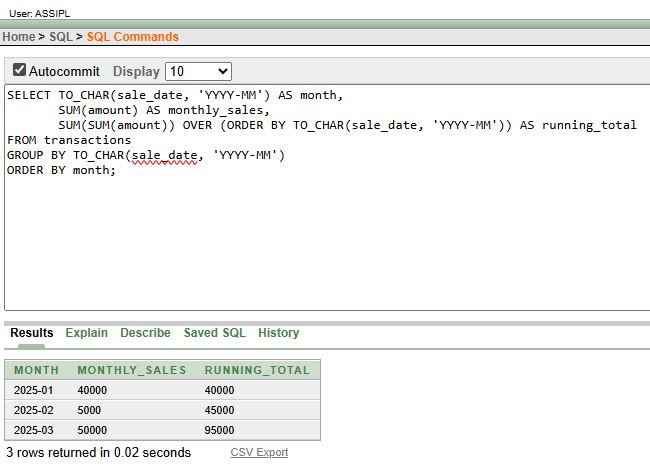 User: ASSIPL
Home > SQL > SQL Commands
Autocommit Display 10
SELECT TO_CHAR(sale_date, 'YYYY-MM') AS month,
       SUM(amount) AS monthly_sales,
       SUM(SUM(amount)) OVER (ORDER BY TO_CHAR(sale_date, 'YYYY-MM')) AS running_total
FROM transactions
GROUP BY TO_CHAR(sale_date, 'YYYY-MM')
ORDER BY month;
Results Explain Describe Saved SQL History
MONTH MONTHLY_SALES RUNNING_TOTAL
2025-01 40000 40000
2025-02 5000 45000
2025-03 50000 95000
3 rows returned in 0.02 seconds CSV Export